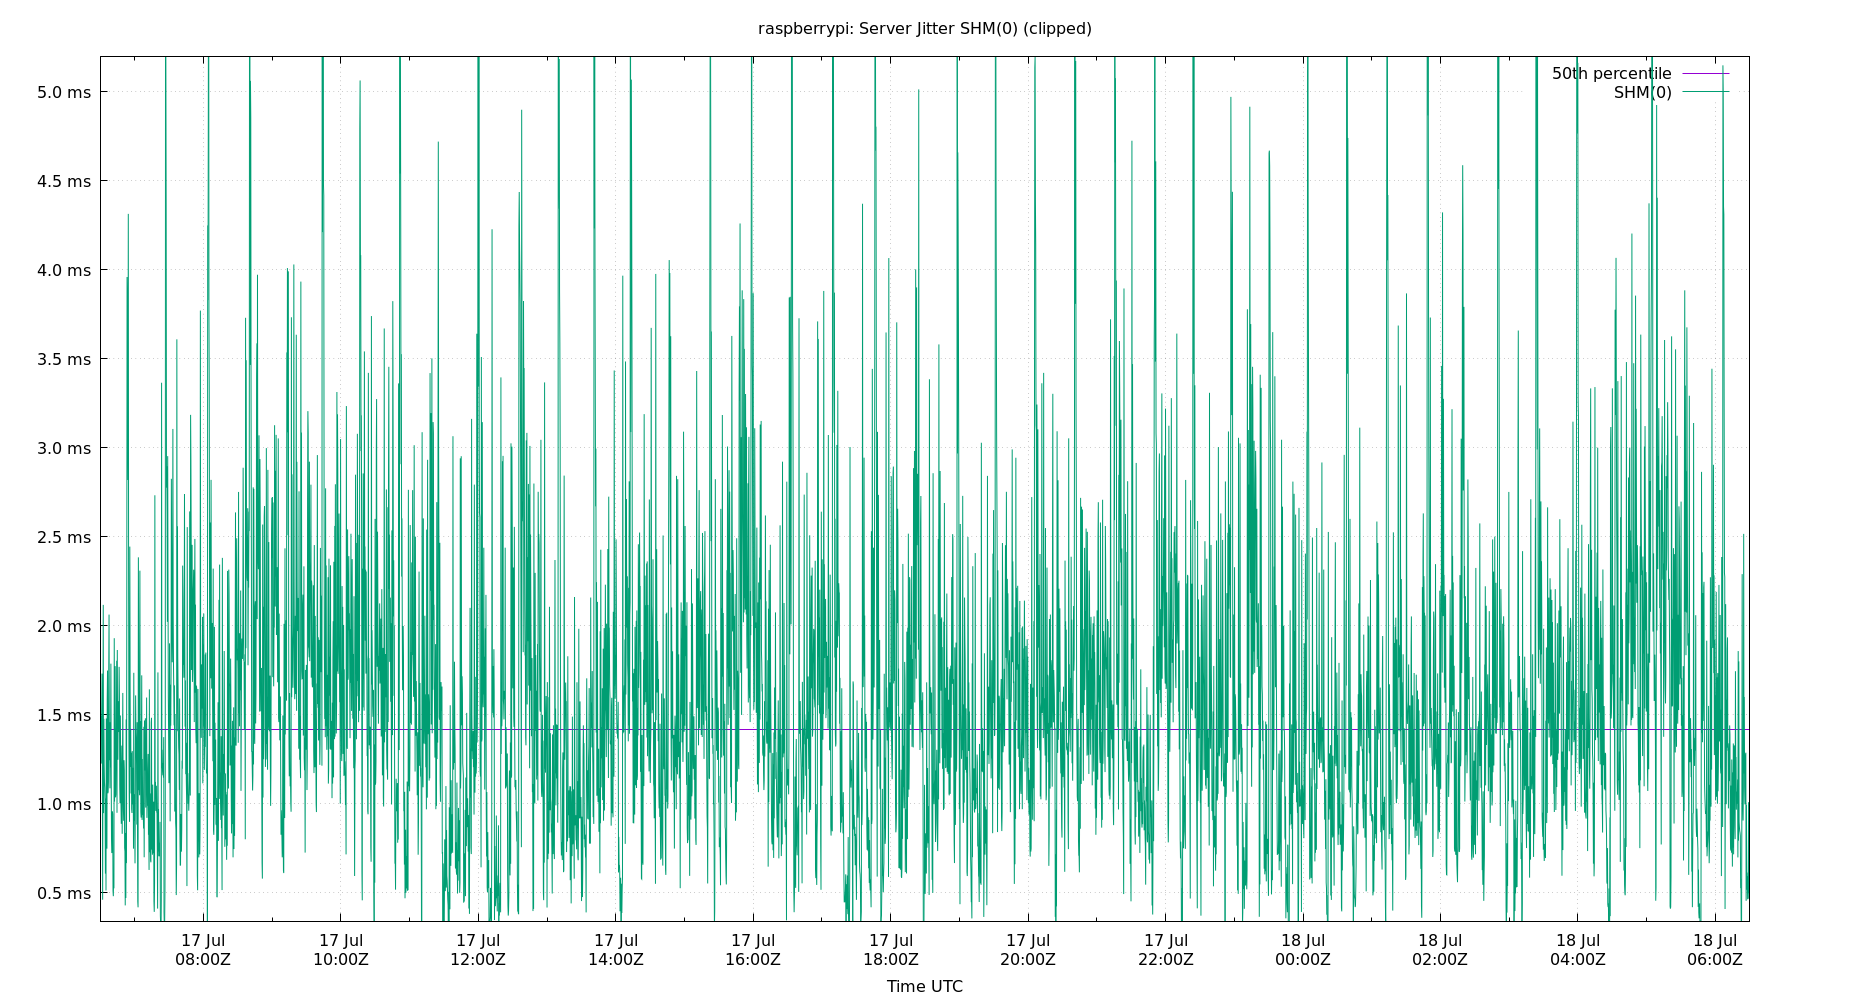 raspberrypi: Server Jitter SHM(0) (clipped)
50th percentile
SHM(0)
5.0 ms
4.5 ms
4.0 ms
3.5 ms
3.0 ms
2.5 ms
2.0 ms
1.5 ms
1.0 ms
0.5 ms
17 Jul 17 Jul 17 Jul 17 Jul 17 Jul 17 Jul 17 Jul 17 Jul 18 Jul 18 Jul 18 Jul 18 Jul
08:00Z 10:00Z 12:00Z 14:00Z 16:00Z 18:00Z 20:00Z 22:00Z 00:00Z 02:00Z 04:00Z 06:00Z
Time UTC